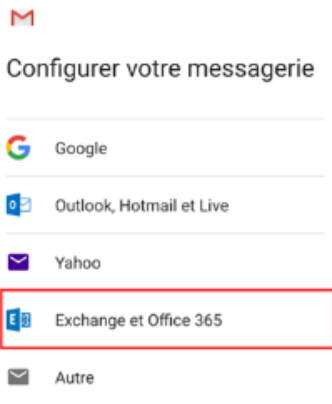 Configurer votre messagerie
Google
Outlook, Hotmail et Live
Yahoo
Exchange et Office 365
Autre